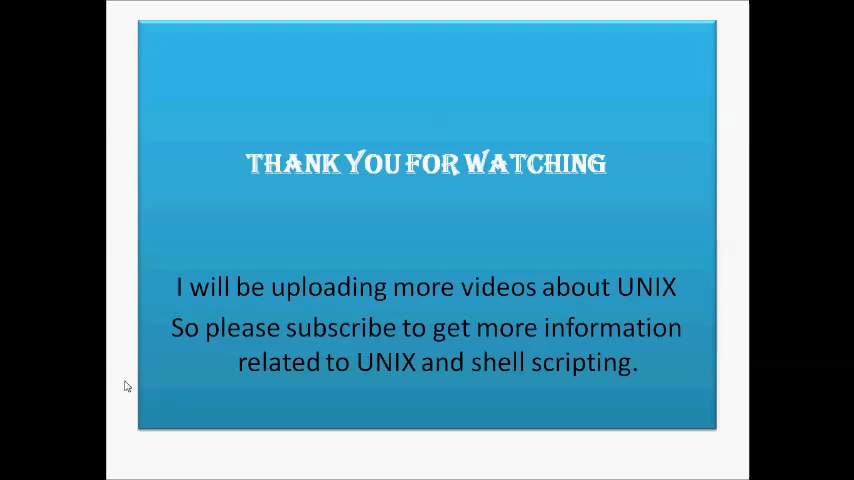 THANK YOU FOR WATCHING
I will be uploading more videos about UNIX
So please subscribe to get more information
related to UNIX and shell scripting.